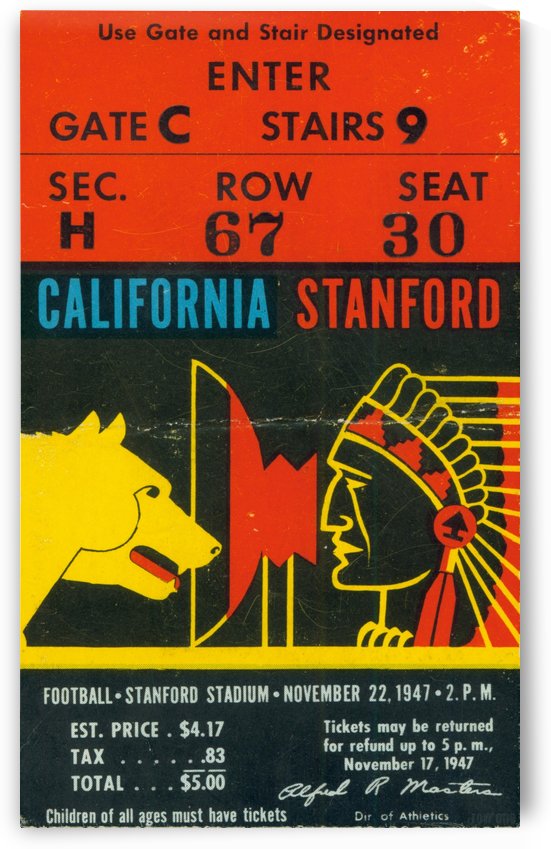 Use Gate and Stair Designated
ENTER
GATE C STAIRS 9
SEC. ROW SEAT
H 67 30
CALIFORNIA STANFORD
FOOTBALL • STANFORD STADIUM • NOVEMBER 22, 1947 • 2. P. M.
EST. PRICE . $4.17
TAX . . . . . . .83
TOTAL . . . $5.00
Children of all ages must have tickets
Tickets may be returned
for refund up to 5 p. m.,
November 17, 1947
Alfred R Masters
Dir of Athletics